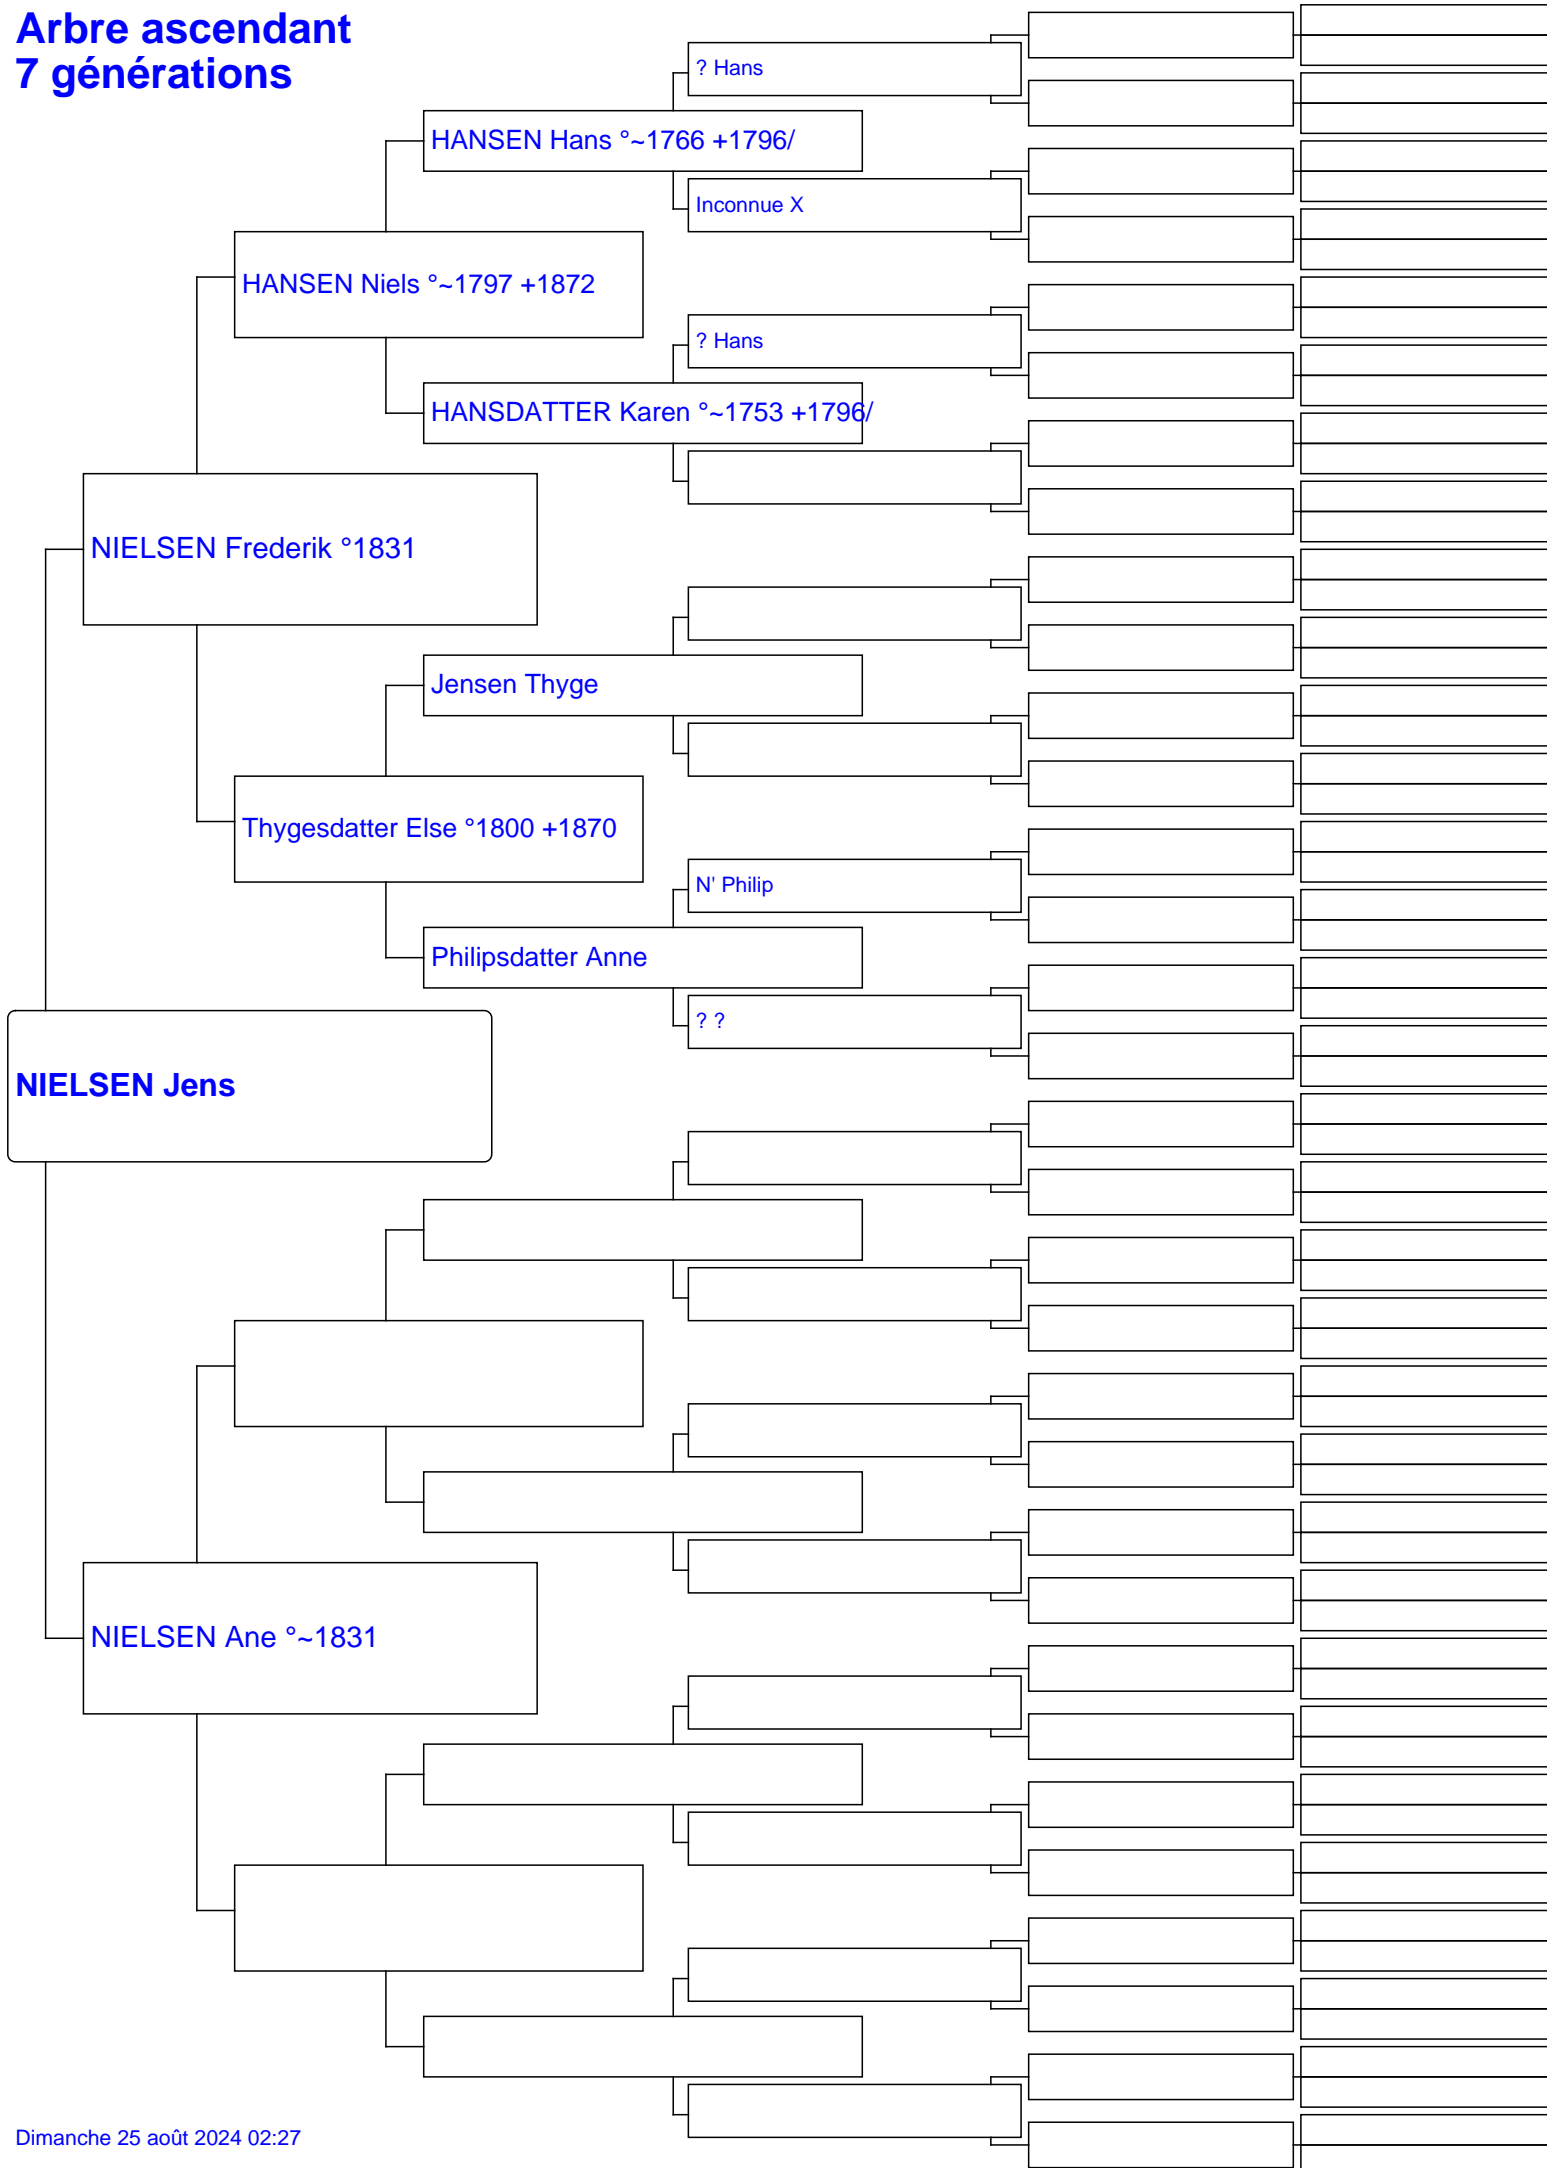 Arbre ascendant
7 générations
? Hans
HANSEN Hans °~1766 +1796/
Inconnue X
HANSEN Niels °~1797 +1872
? Hans
HANSDATTER Karen °~1753 +1796/
NIELSEN Frederik °1831
Jensen Thyge
Thygesdatter Else °1800 +1870
N' Philip
Philipsdatter Anne
? ?
NIELSEN Jens
NIELSEN Ane °~1831
Dimanche 25 août 2024 02:27